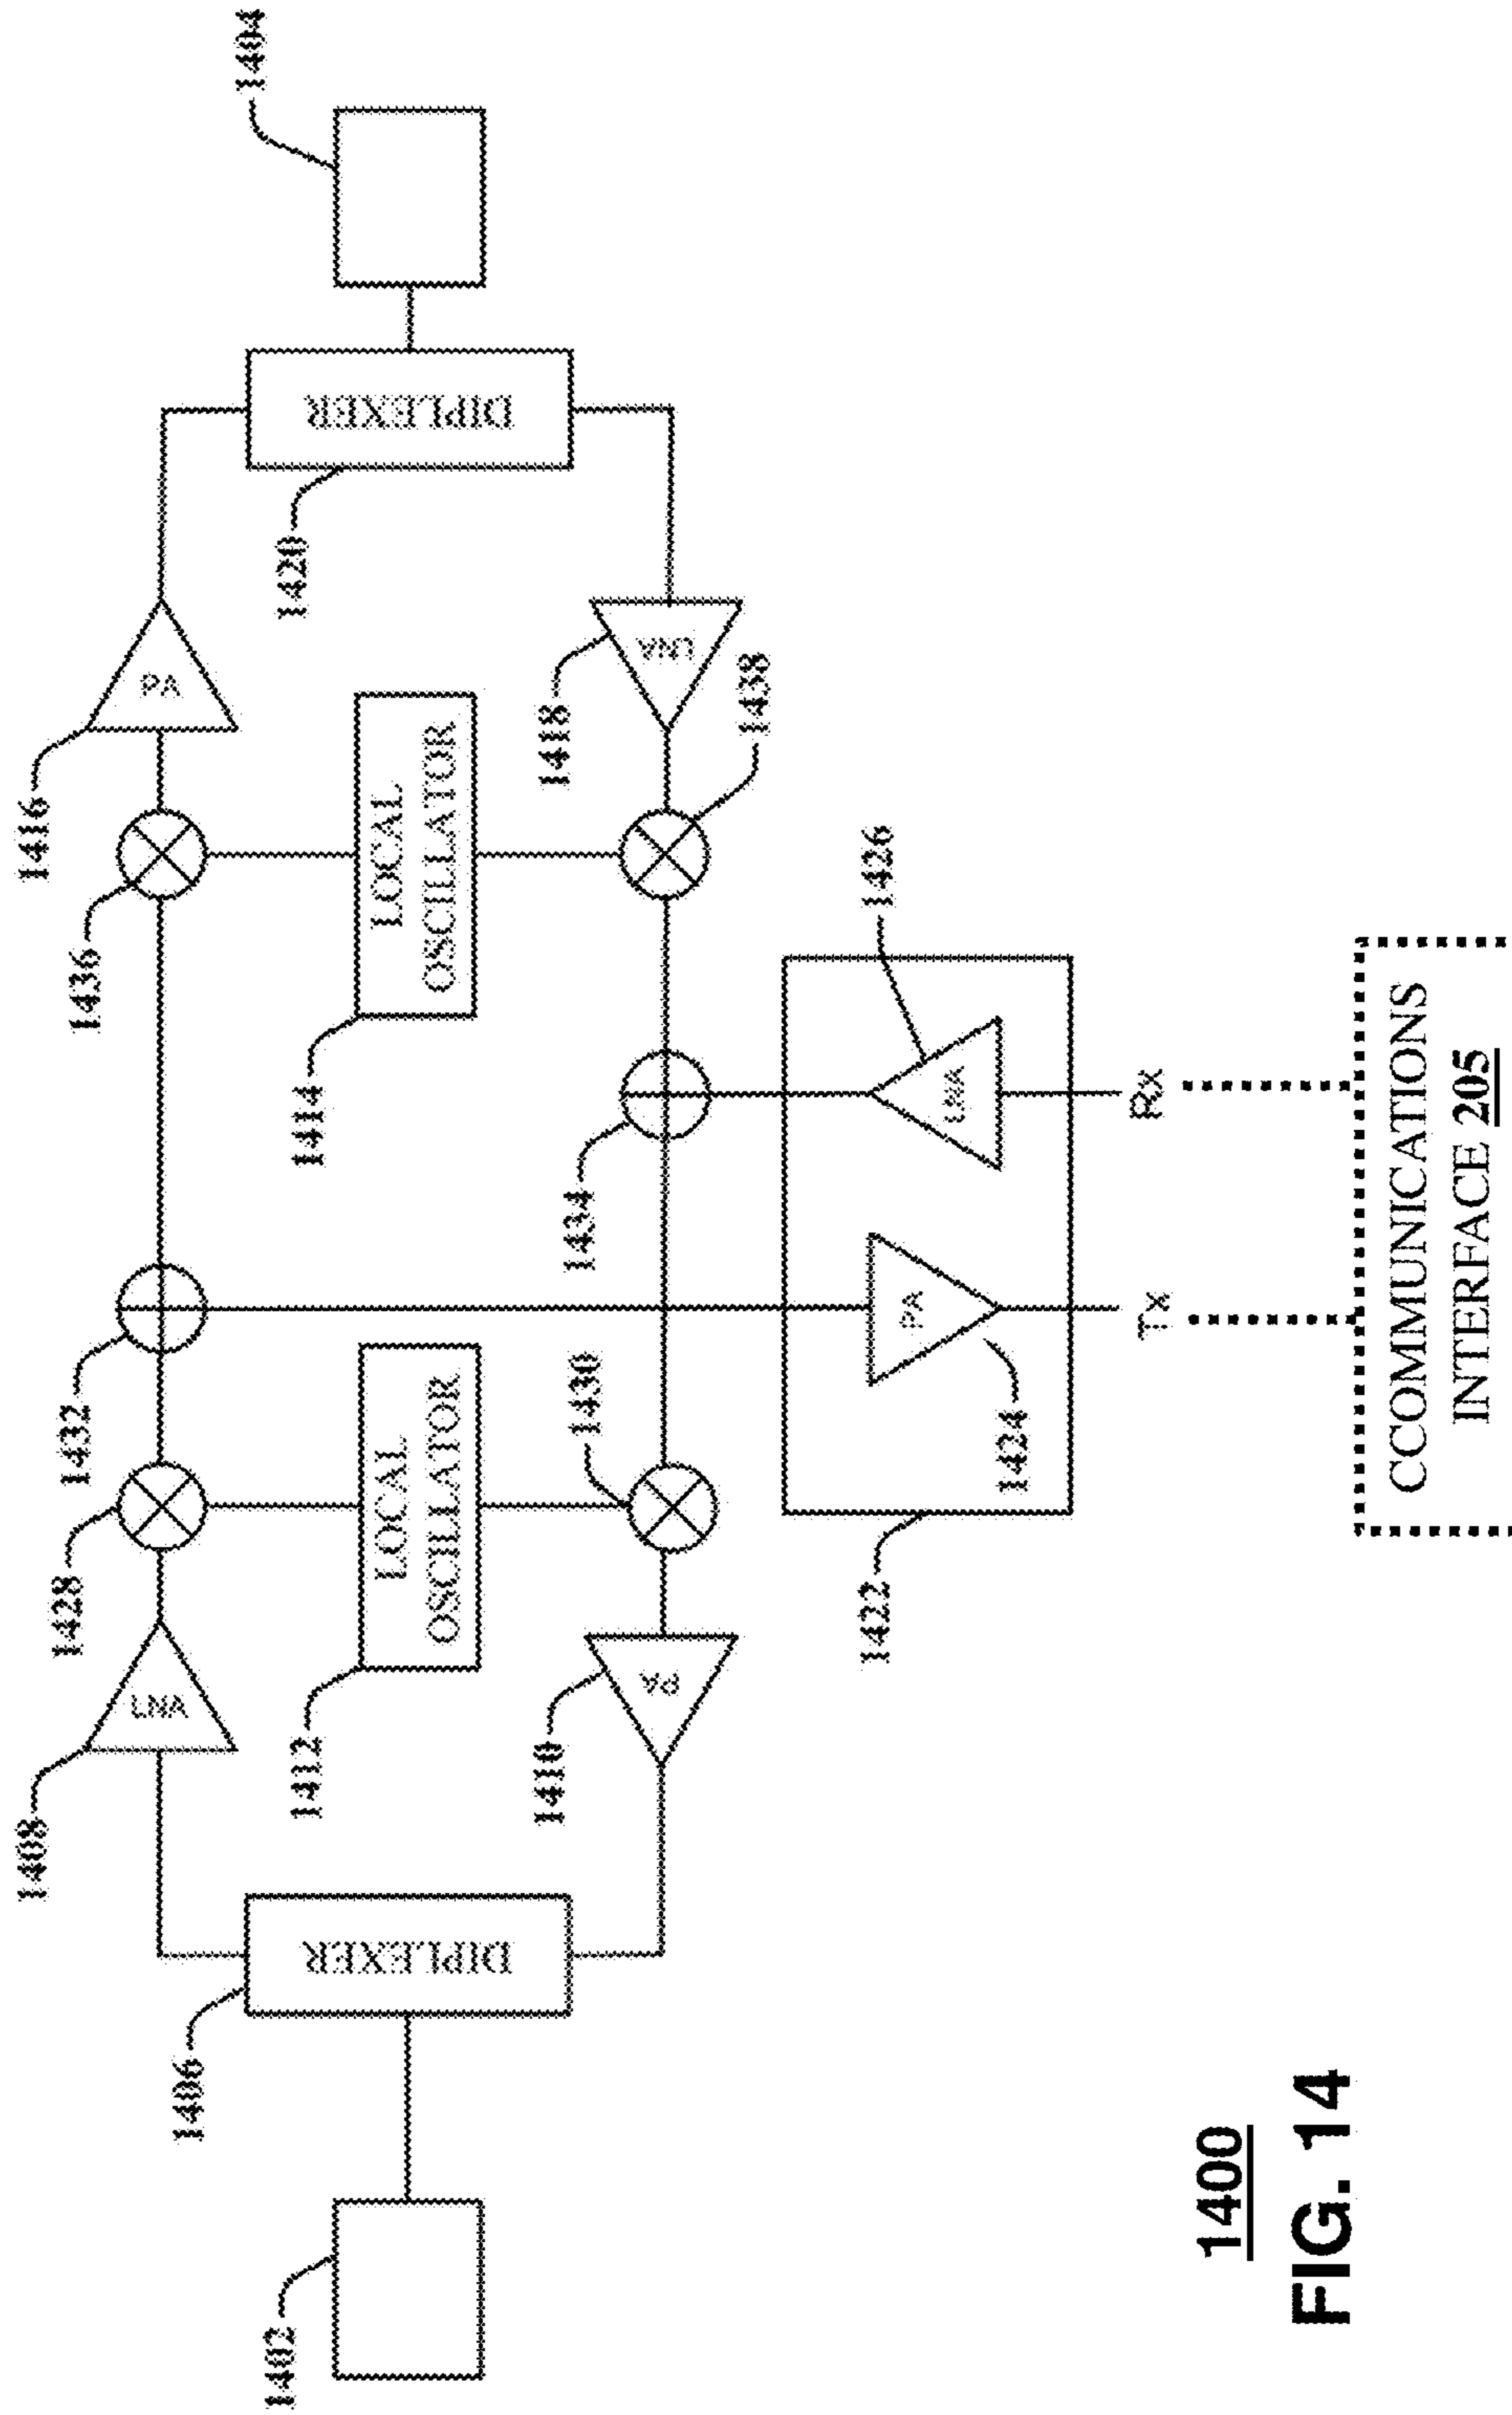 1404
DIPLEXER
1420
PA
1416
LNA
1418
1438
1436
LOCAL
OSCILLATOR
1414
1426
LNA
Rx
1434
1432
1430
PA
Tx
1424
1428
LOCAL
OSCILLATOR
1412
1422
LNA
1408
PA
1410
DIPLEXER
1406
1402
CCOMMUNICATIONS
INTERFACE 205
1400
FIG. 14